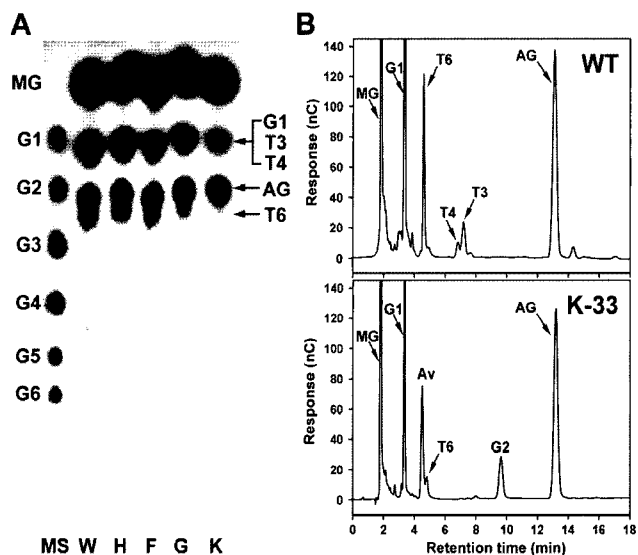 A
MG
G1
G2
G3
G4
G5
G6
G1
T3
T4
AG
T6
MS W H F G K
B
WT
Response (nC)
140
120
100
80
60
40
20
0
MG
G1
T6
T4
T3
AG
K-33
Response (nC)
140
120
100
80
60
40
20
0
MG
G1
Av
T6
G2
AG
0 2 4 6 8 10 12 14 16 18
Retention time (min)